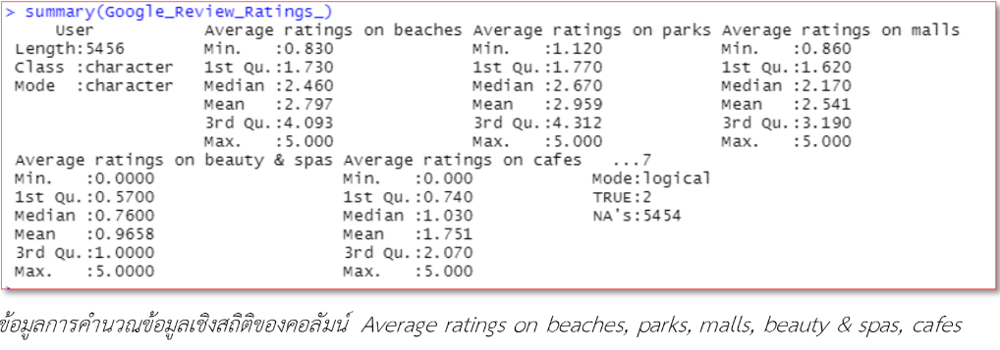 > summary(Google_Review_Ratings_)
User Average ratings on beaches Average ratings on parks Average ratings on malls
Length:5456 Min. :0.830 Min. :1.120 Min. :0.860
Class :character 1st Qu.:1.730 1st Qu.:1.770 1st Qu.:1.620
Mode :character Median :2.460 Median :2.670 Median :2.170
Mean :2.797 Mean :2.959 Mean :2.541
3rd Qu.:4.093 3rd Qu.:4.312 3rd Qu.:3.190
Max. :5.000 Max. :5.000 Max. :5.000
Average ratings on beauty & spas Average ratings on cafes ...7
Min. :0.0000 Min. :0.000 Mode:logical
1st Qu.:0.5700 1st Qu.:0.740 TRUE:2
Median :0.7600 Median :1.030 NA's:5454
Mean :0.9658 Mean :1.751
3rd Qu.:1.0000 3rd Qu.:2.070
Max. :5.0000 Max. :5.000
ข้อมูลการคำนวณข้อมูลเชิงสถิติของคอลัมน์ Average ratings on beaches, parks, malls, beauty & spas, cafes